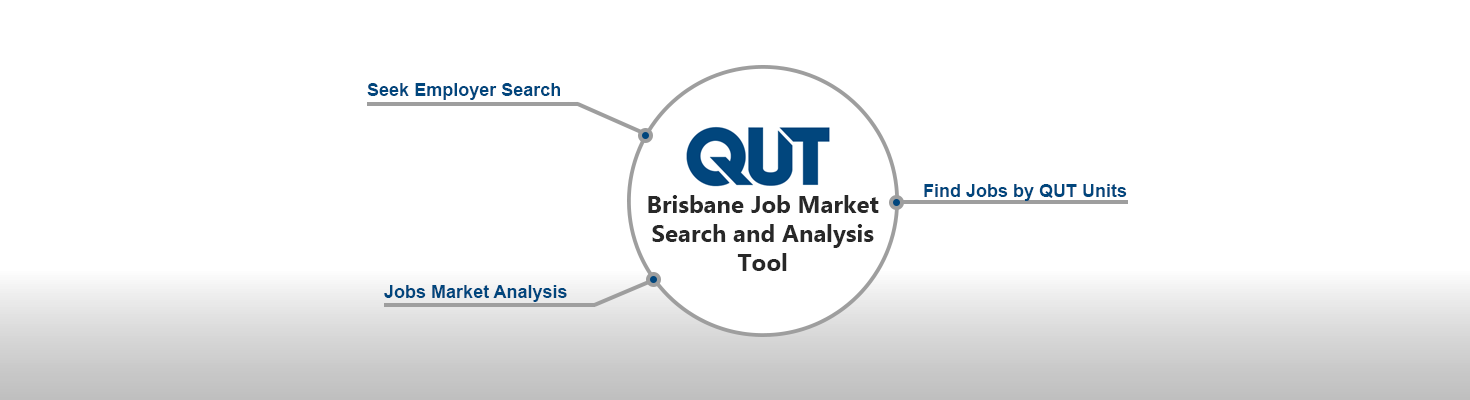 Seek Employer Search
QUT
Brisbane Job Market
Search and Analysis
Tool
Find Jobs by QUT Units
Jobs Market Analysis